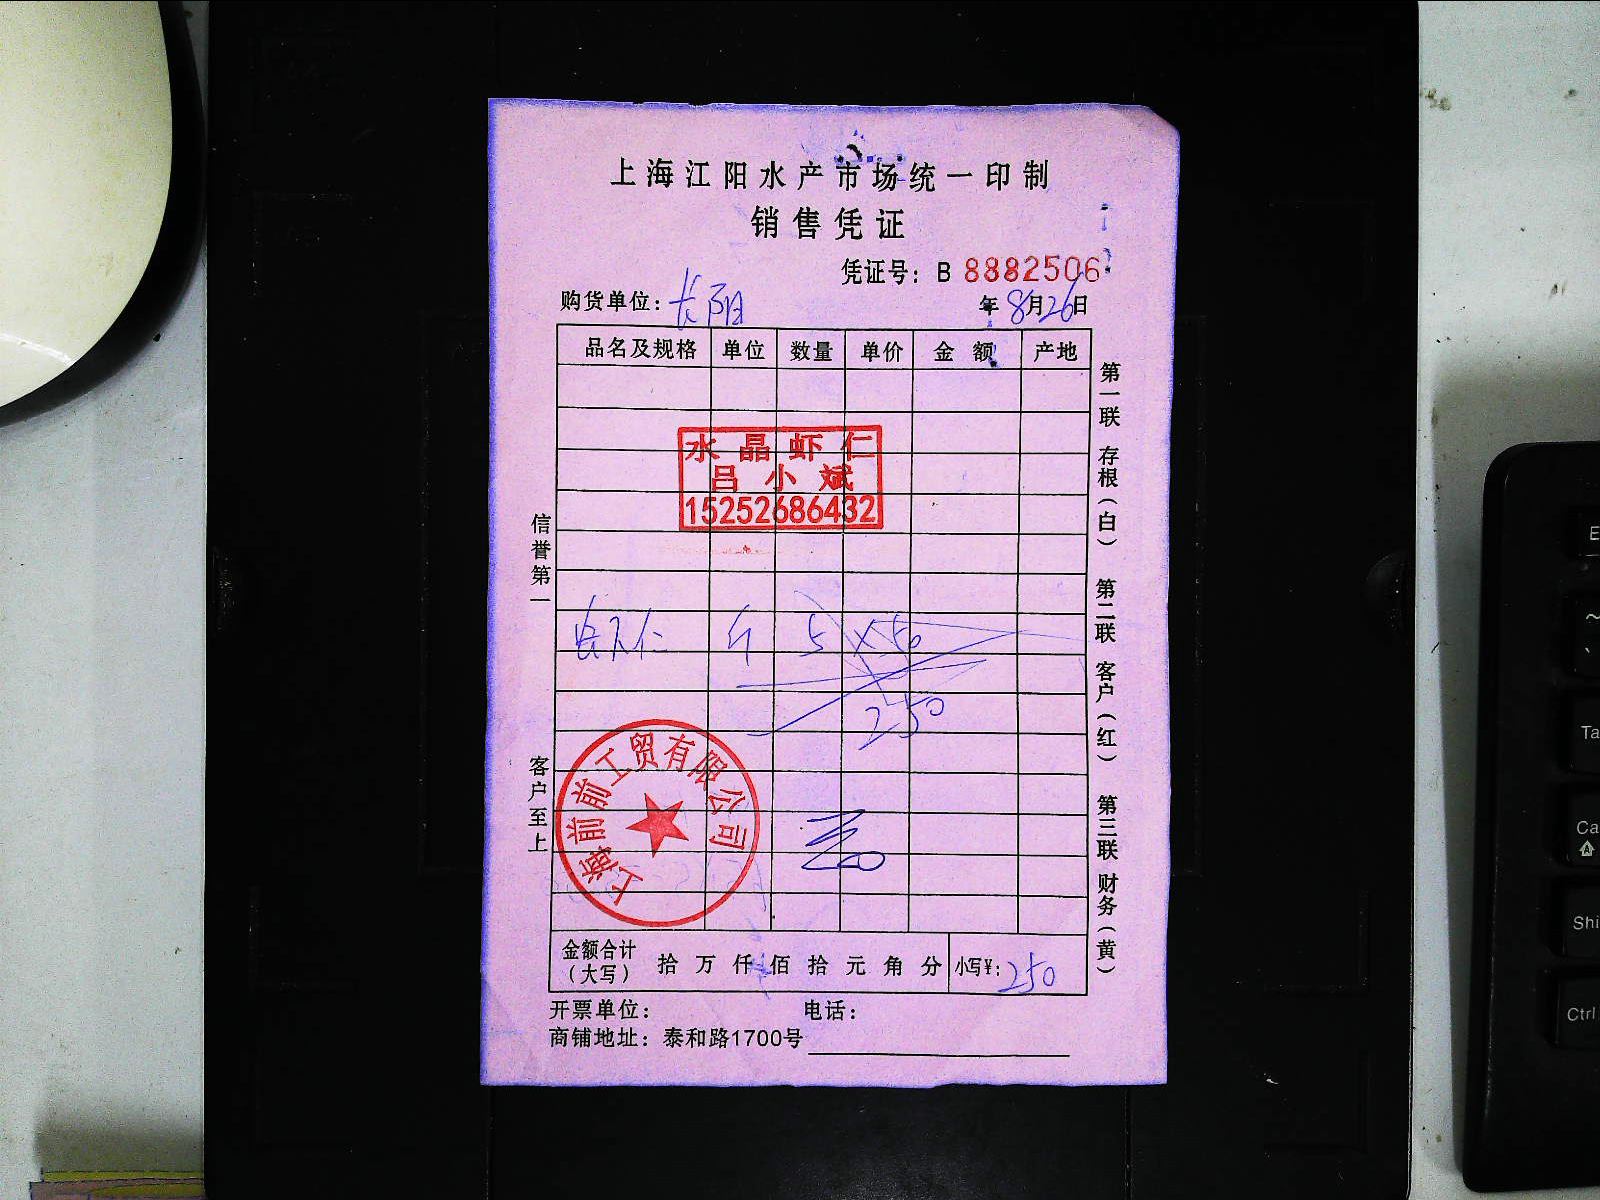 上海江阳水产市场统一印制
销售凭证
凭证号: B 8882506
购货单位: 长阳 年8月26日
品名及规格 单位 数量 单价 金额 产地
水晶虾仁
吕小斌
15252686432
仁 斤 5 × 50
250
上海前前工贸有限公司
金额合计(大写) 拾万仟佰拾元角分 小写¥: 250
开票单位: 电话:
商铺地址: 泰和路1700号
信誉第一
客户至上
第一联 存根(白) 第二联 客户(红) 第三联 财务(黄)
Ctrl